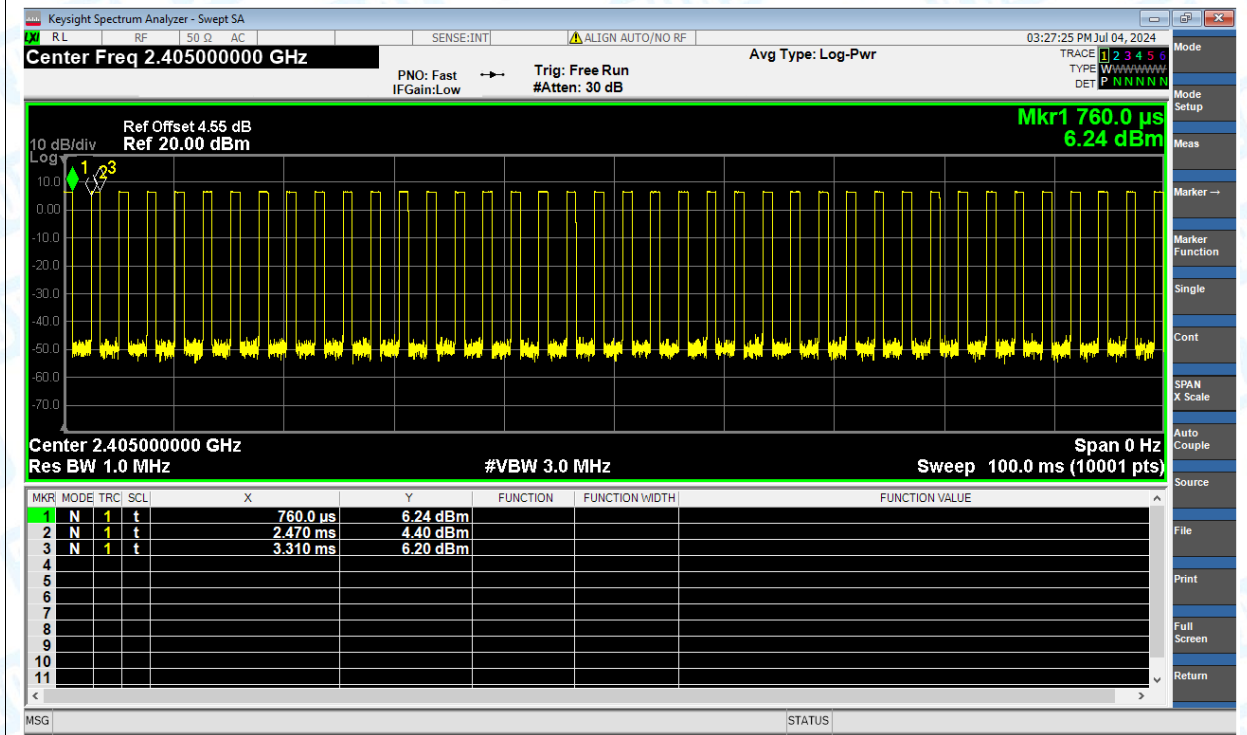 Keysight Spectrum Analyzer - Swept SA
LXI RL RF 50 Ω AC SENSE:INT ALIGN AUTO/NO RF 03:27:25 PM Jul 04, 2024
Center Freq 2.405000000 GHz
PNO: Fast
IFGain:Low
Trig: Free Run
#Atten: 30 dB
Avg Type: Log-Pwr
TRACE 1 2 3 4 5 6
TYPE WWWWWW
DET P N N N N N
Ref Offset 4.55 dB
10 dB/div Ref 20.00 dBm
Log
Mkr1 760.0 µs
6.24 dBm
1 2 3
10.0
0.00
-10.0
-20.0
-30.0
-40.0
-50.0
-60.0
-70.0
Center 2.405000000 GHz Span 0 Hz
Res BW 1.0 MHz #VBW 3.0 MHz Sweep 100.0 ms (10001 pts)
MKR MODE TRC SCL X Y FUNCTION FUNCTION WIDTH FUNCTION VALUE
1 N 1 t 760.0 µs 6.24 dBm
2 N 1 t 2.470 ms 4.40 dBm
3 N 1 t 3.310 ms 6.20 dBm
4
5
6
7
8
9
10
11
MSG STATUS
Mode
Mode
Setup
Meas
Marker →
Marker
Function
Single
Cont
SPAN
X Scale
Auto
Couple
Source
File
Print
Full
Screen
Return